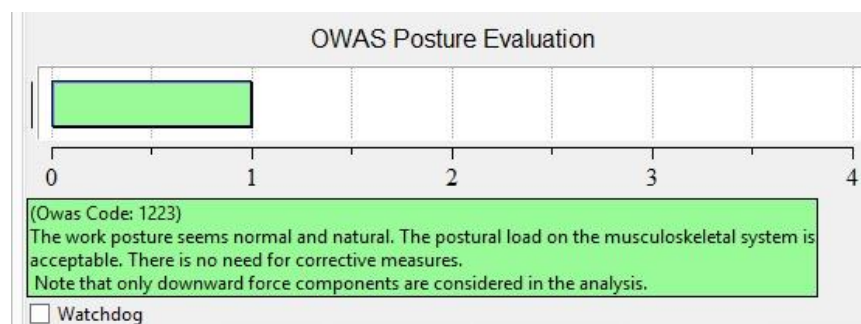 OWAS Posture Evaluation
0 1 2 3 4
(Owas Code: 1223)
The work posture seems normal and natural. The postural load on the musculoskeletal system is
acceptable. There is no need for corrective measures.
Note that only downward force components are considered in the analysis.
Watchdog